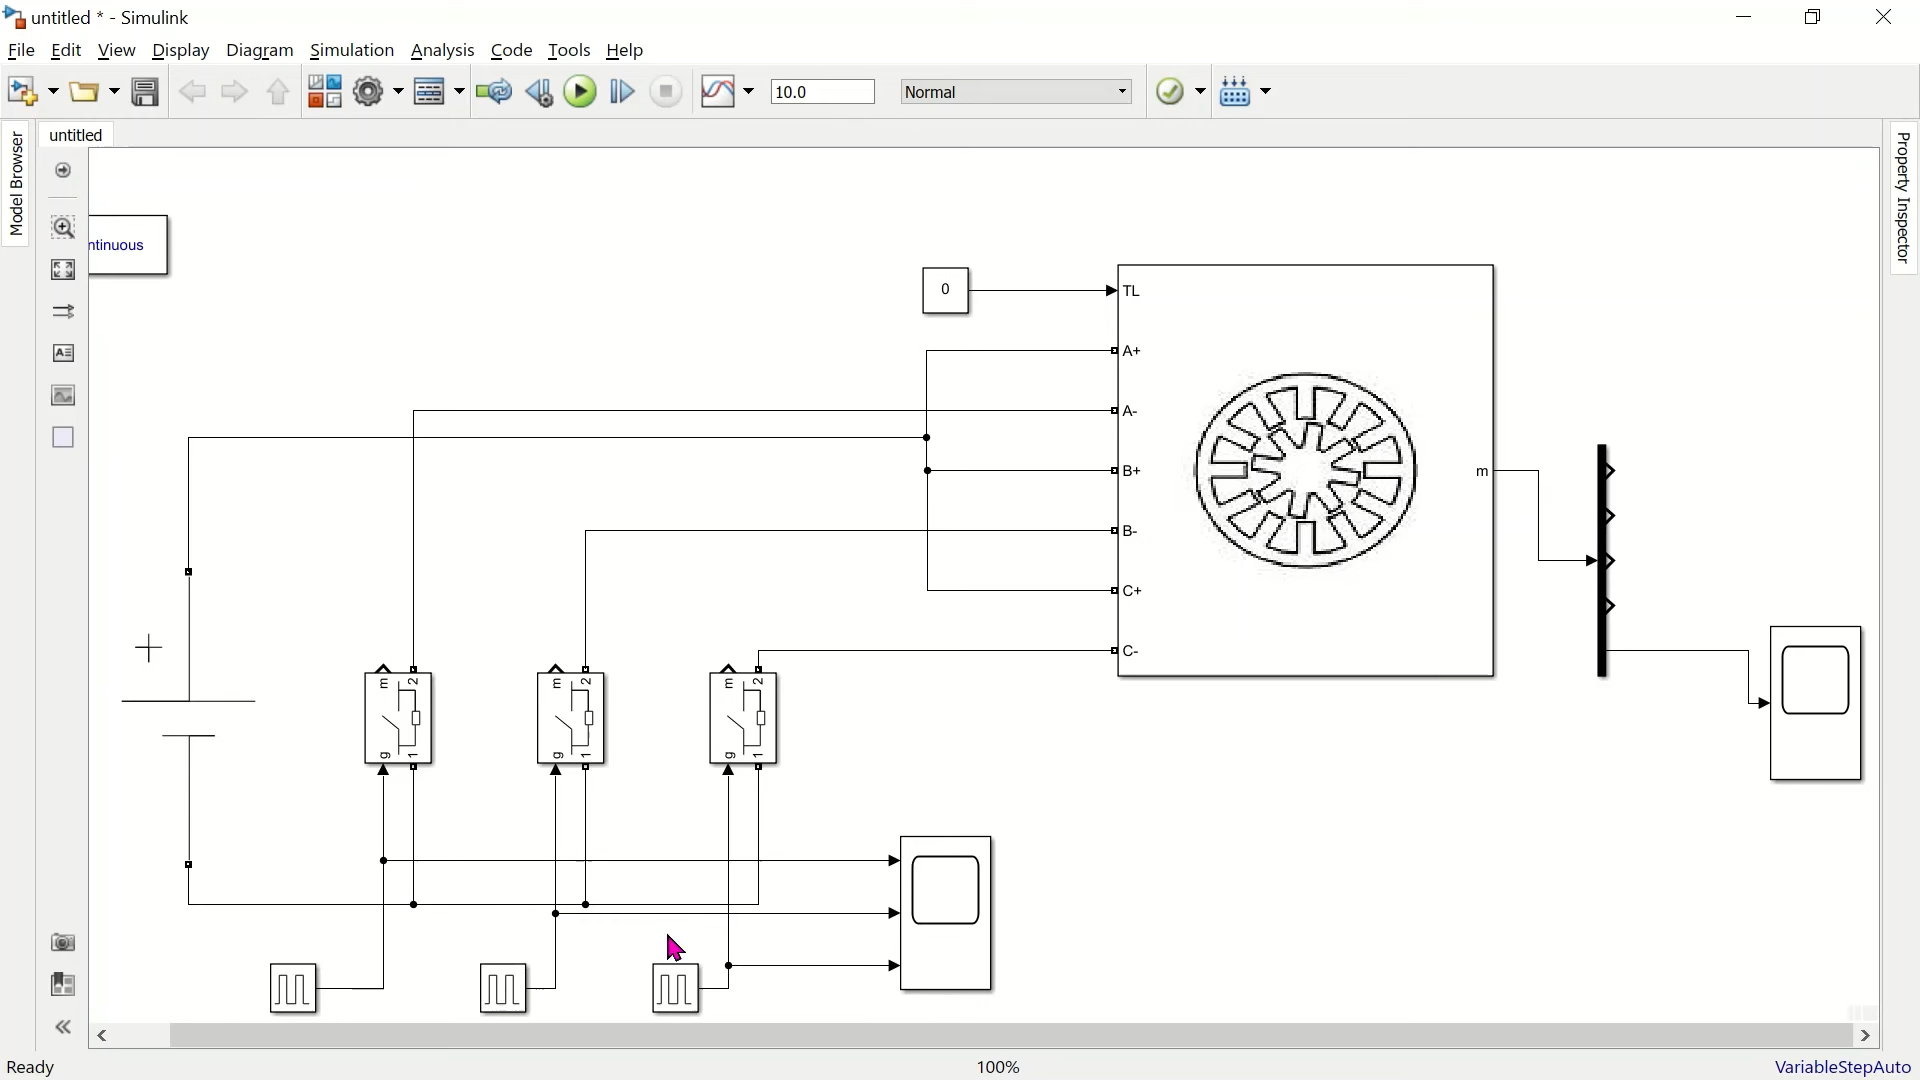 untitled * - Simulink
File Edit View Display Diagram Simulation Analysis Code Tools Help
10.0
Normal
Model Browser
untitled
Property Inspector
ntinuous
0
TL
A+
A-
B+
B-
C+
C-
m
m 2
g 1
m 2
g 1
m 2
g 1
Ready
100%
VariableStepAuto